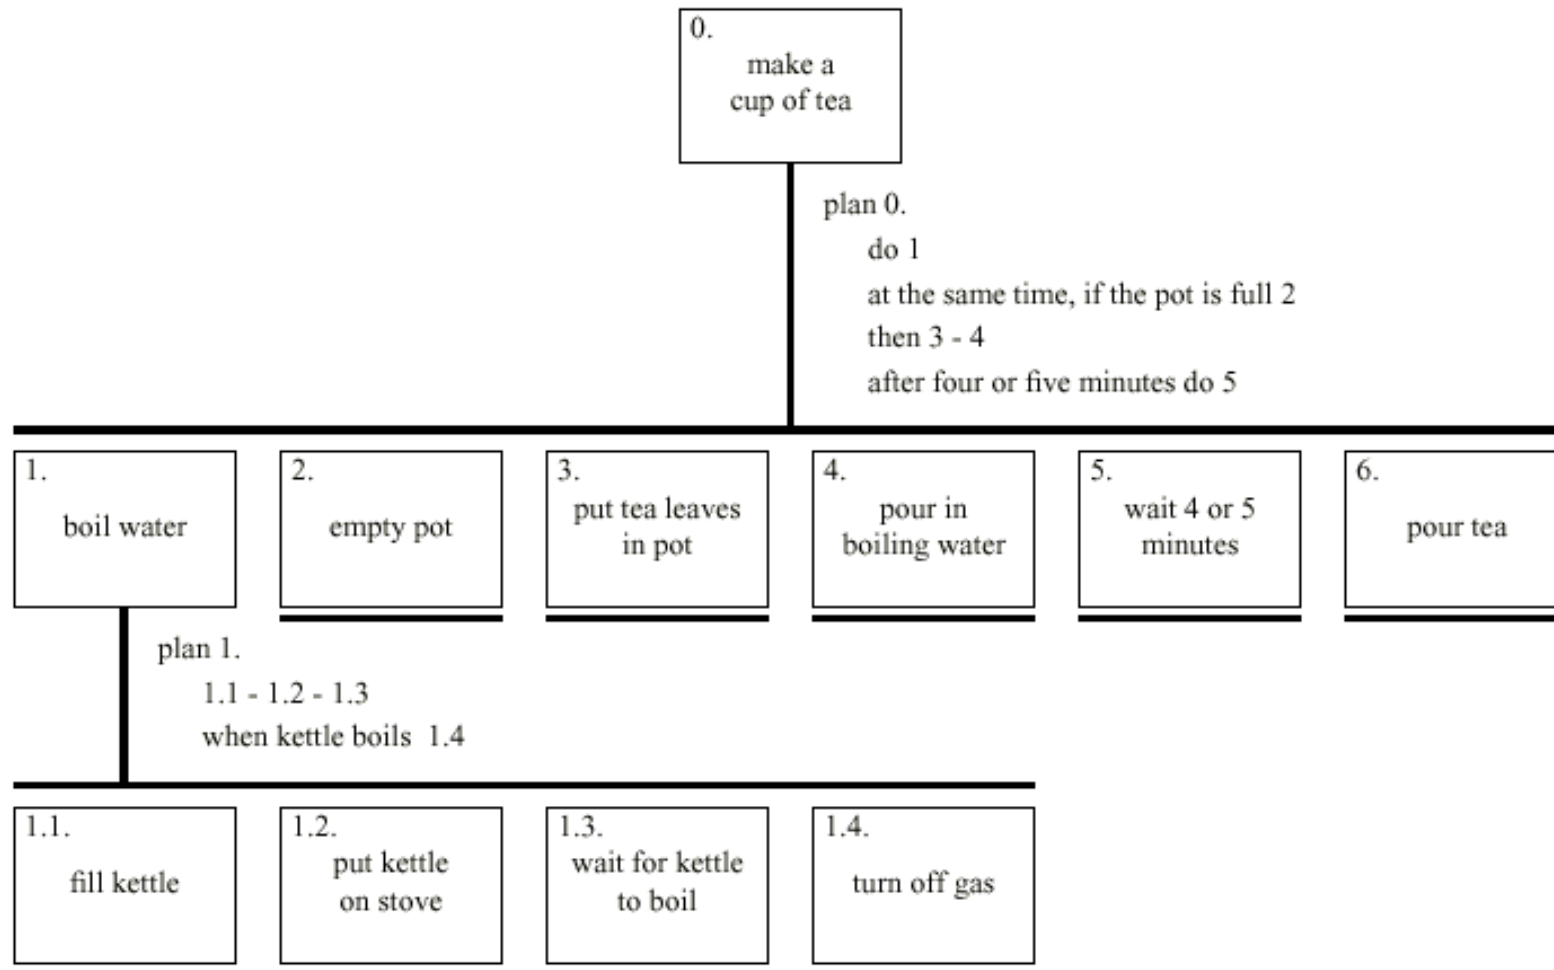 0.
make a
cup of tea
plan 0.
do 1
at the same time, if the pot is full 2
then 3 - 4
after four or five minutes do 5
1.
boil water
2.
empty pot
3.
put tea leaves
in pot
4.
pour in
boiling water
5.
wait 4 or 5
minutes
6.
pour tea
plan 1.
1.1 - 1.2 - 1.3
when kettle boils 1.4
1.1.
fill kettle
1.2.
put kettle
on stove
1.3.
wait for kettle
to boil
1.4.
turn off gas